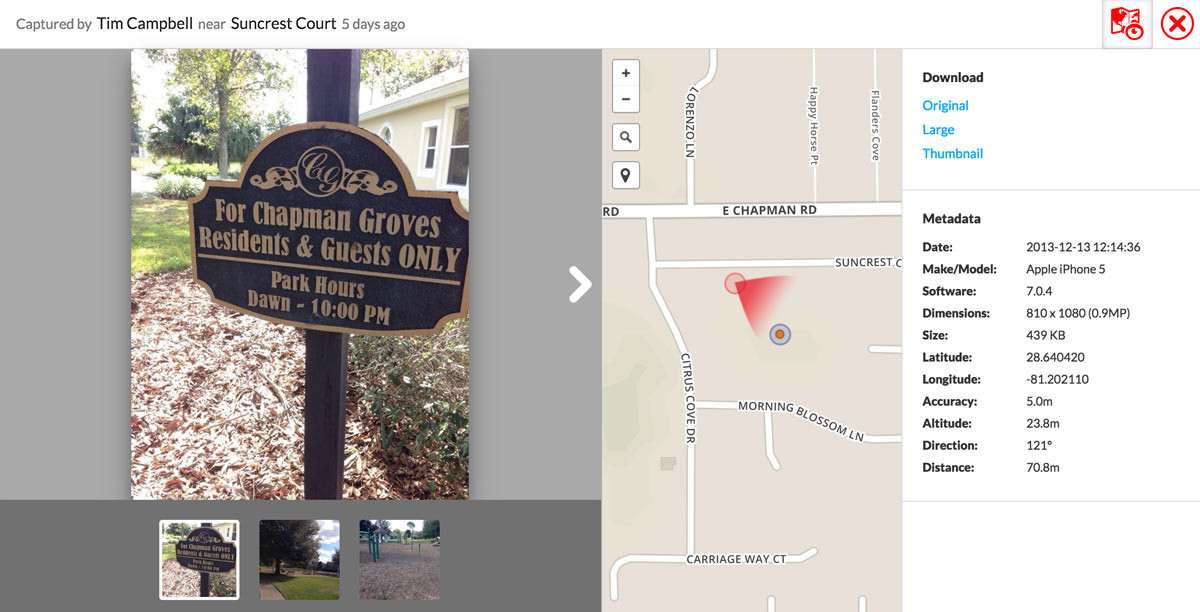 Captured by Tim Campbell near Suncrest Court 5 days ago
CG
For Chapman Groves
Residents & Guests ONLY
Park Hours
Dawn - 10:00 PM
For Chapman Groves
Residents & Guests ONLY
Park Hours
Dawn - 10:00 PM
+
−
LORENZO LN
Happy Horse Pt
Flanders Cove
RD
E CHAPMAN RD
SUNCREST C
CITRUS COVE DR
MORNING BLOSSOM LN
CARRIAGE WAY CT
Download
Original
Large
Thumbnail
Metadata
Date: 2013-12-13 12:14:36
Make/Model: Apple iPhone 5
Software: 7.0.4
Dimensions: 810 x 1080 (0.9MP)
Size: 439 KB
Latitude: 28.640420
Longitude: -81.202110
Accuracy: 5.0m
Altitude: 23.8m
Direction: 121°
Distance: 70.8m